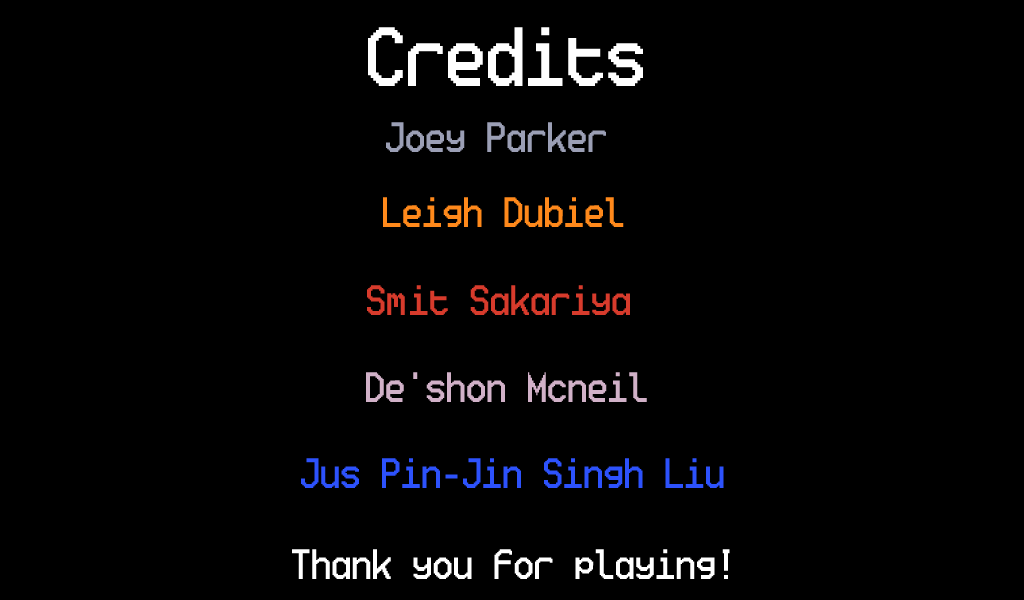 Credits
Joey Parker
Leigh Dubiel
Smit Sakariya
De'shon Mcneil
Jus Pin-Jin Singh Liu
Thank you for playing!